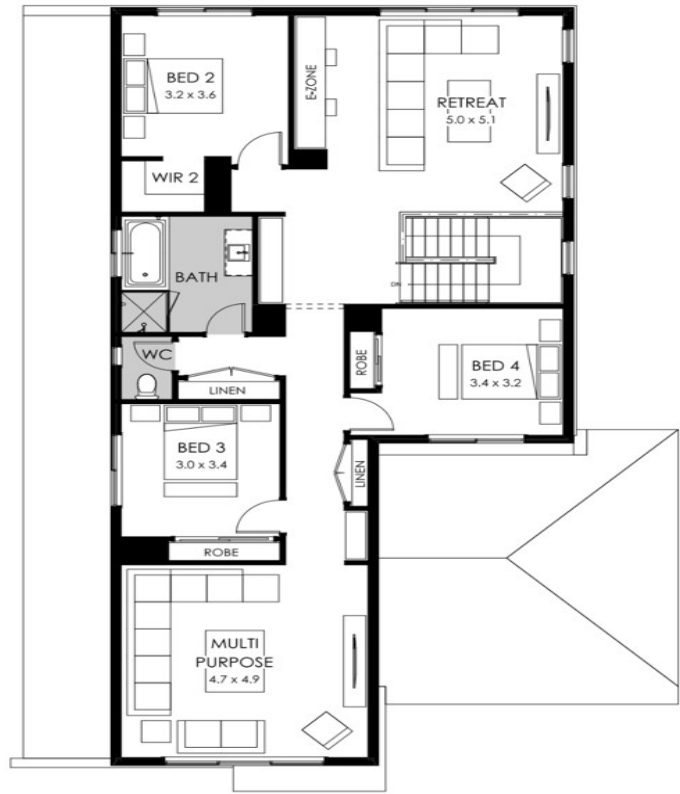 BED 2
3.2 x 3.6
E-ZONE
RETREAT
5.0 x 5.1
WIR 2
BATH
DN
WC
LINEN
ROBE
BED 4
3.4 x 3.2
BED 3
3.0 x 3.4
LINEN
ROBE
MULTI
PURPOSE
4.7 x 4.9